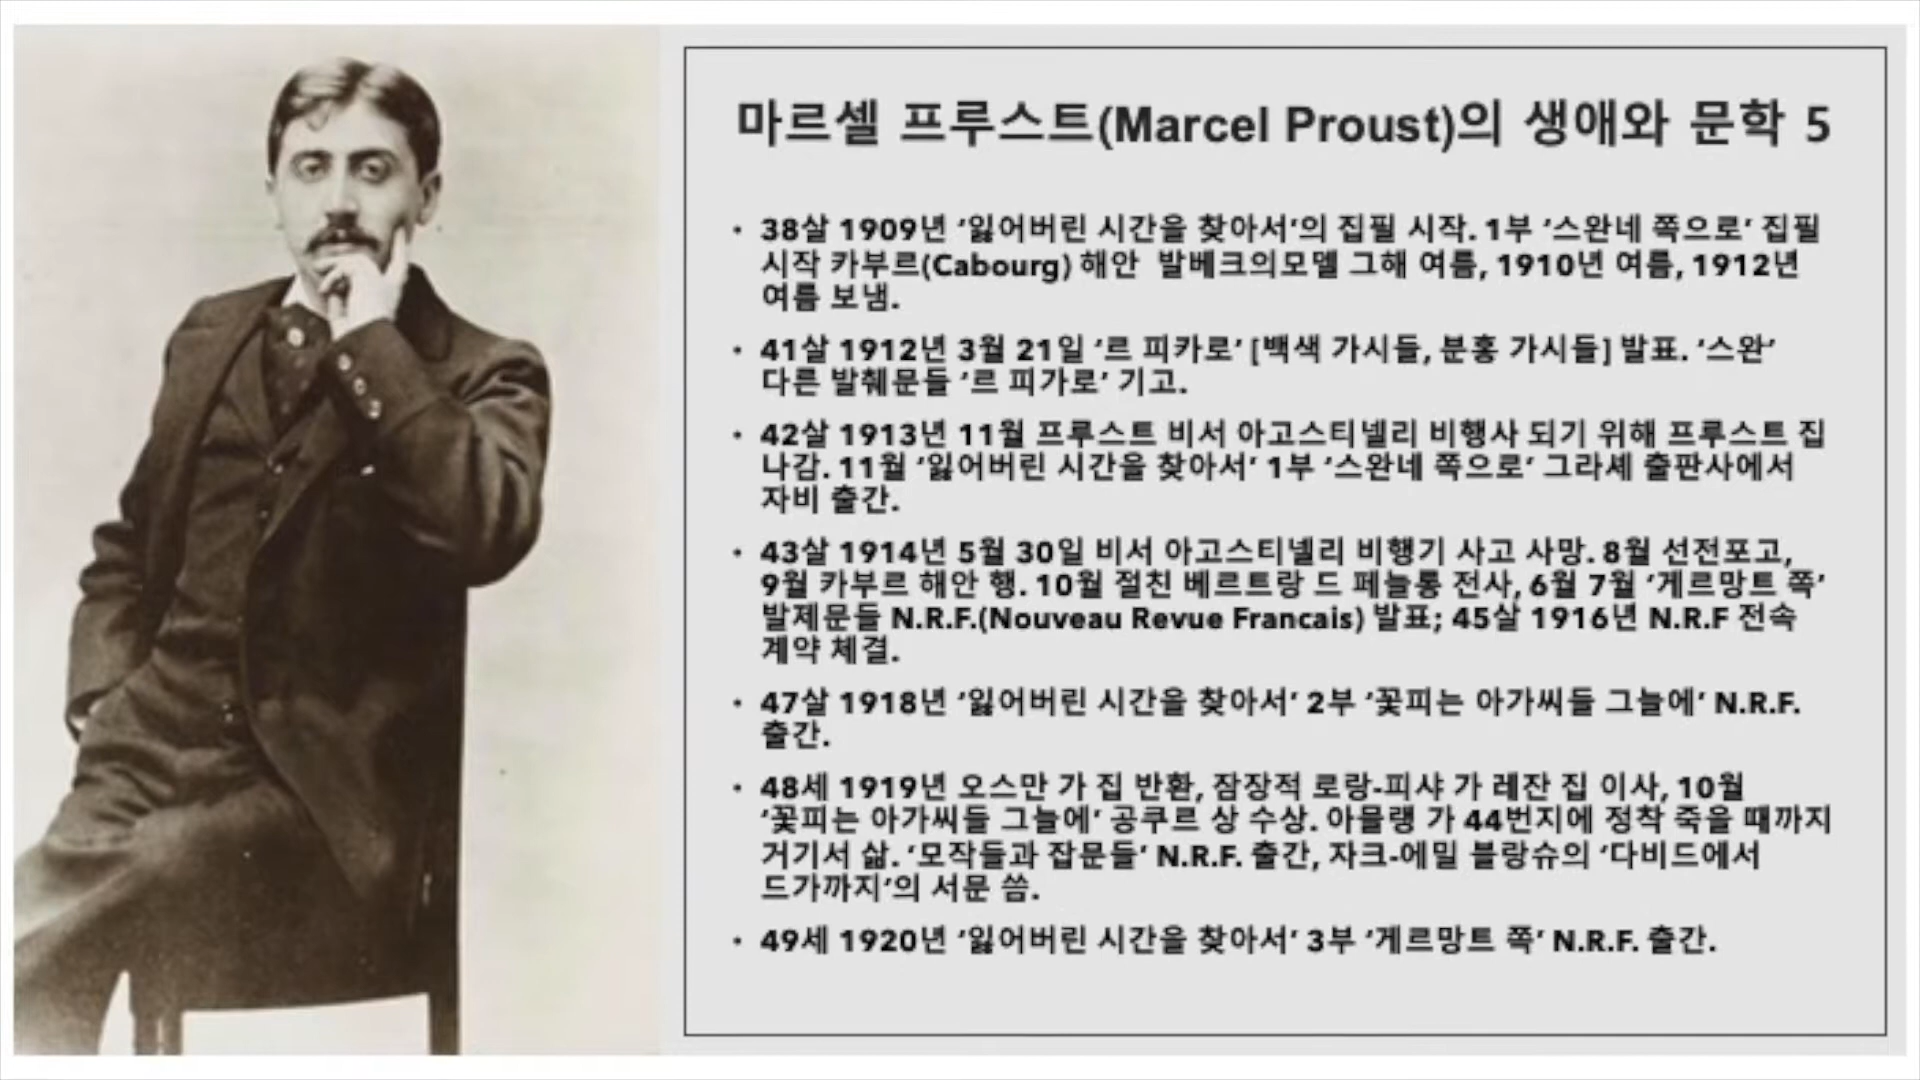 마르셀 프루스트(Marcel Proust)의 생애와 문학 5
• 38살 1909년 ‘잃어버린 시간을 찾아서’의 집필 시작. 1부 ‘스완네 쪽으로’ 집필
시작 카부르(Cabourg) 해안 발베크의모델 그해 여름, 1910년 여름, 1912년
여름 보냄.
• 41살 1912년 3월 21일 ‘르 피카로’ [백색 가시들, 분홍 가시들] 발표. ‘스완’
다른 발췌문들 ‘르 피가로’ 기고.
• 42살 1913년 11월 프루스트 비서 아고스티넬리 비행사 되기 위해 프루스트 집
나감. 11월 ‘잃어버린 시간을 찾아서’ 1부 ‘스완네 쪽으로’ 그라세 출판사에서
자비 출간.
• 43살 1914년 5월 30일 비서 아고스티넬리 비행기 사고 사망. 8월 선전포고,
9월 카부르 해안 행. 10월 절친 베르트랑 드 페늘롱 전사, 6월 7월 ‘게르망트 쪽’
발제문들 N.R.F.(Nouveau Revue Francais) 발표; 45살 1916년 N.R.F 전속
계약 체결.
• 47살 1918년 ‘잃어버린 시간을 찾아서’ 2부 ‘꽃피는 아가씨들 그늘에’ N.R.F.
출간.
• 48세 1919년 오스만 가 집 반환, 잠장적 로랑-피샤 가 레잔 집 이사, 10월
‘꽃피는 아가씨들 그늘에’ 공쿠르 상 수상. 아믈랭 가 44번지에 정착 죽을 때까지
거기서 삶. ‘모작들과 잡문들’ N.R.F. 출간, 자크-에밀 블랑슈의 ‘다비드에서
드가까지’의 서문 씀.
• 49세 1920년 ‘잃어버린 시간을 찾아서’ 3부 ‘게르망트 쪽’ N.R.F. 출간.